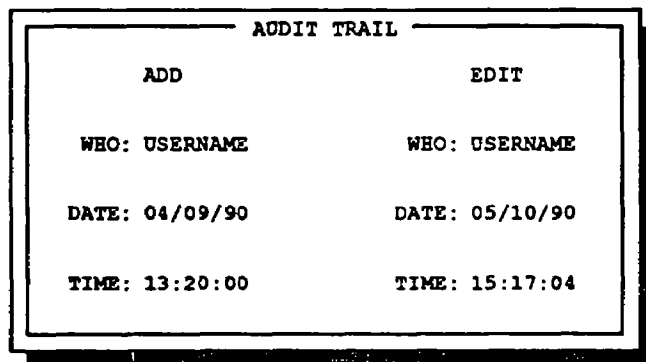 AUDIT TRAIL
ADD EDIT
WHO: USERNAME WHO: USERNAME
DATE: 04/09/90 DATE: 05/10/90
TIME: 13:20:00 TIME: 15:17:04